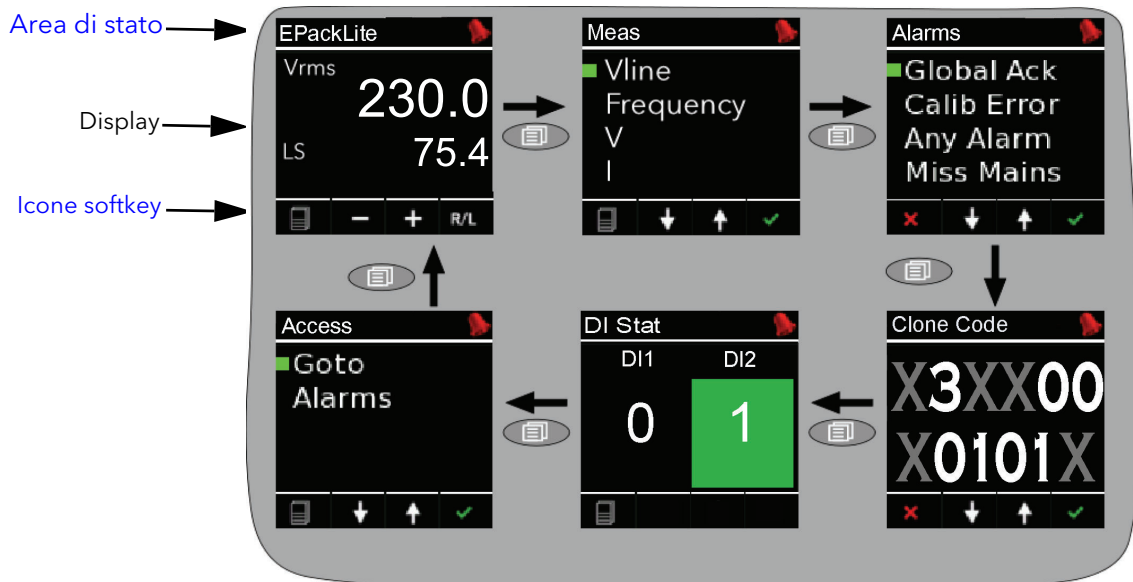 Area di stato
Display
Icone softkey
EPackLite
Vrms
230.0
LS
75.4
R/L
Meas
Vline
Frequency
V
I
Alarms
Global Ack
Calib Error
Any Alarm
Miss Mains
Access
Goto
Alarms
DI Stat
DI1 DI2
0 1
Clone Code
X3XX00
X0101X